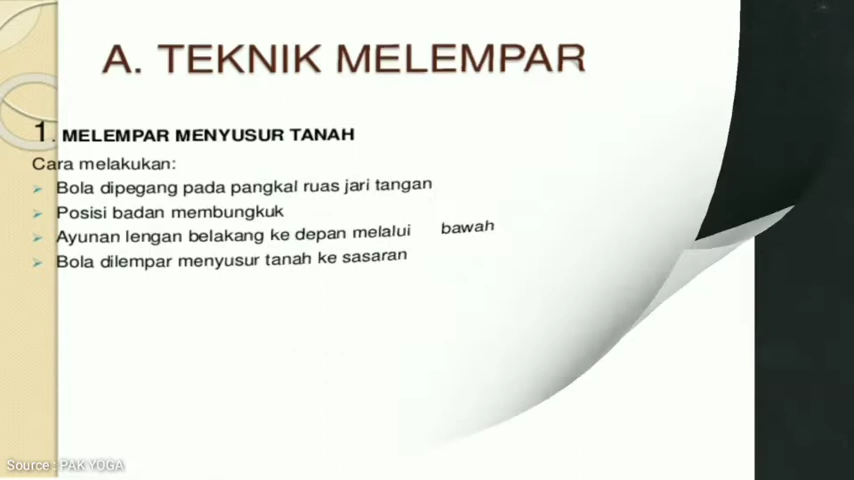 A. TEKNIK MELEMPAR
1. MELEMPAR MENYUSUR TANAH
Cara melakukan:
Bola dipegang pada pangkal ruas jari tangan
Posisi badan membungkuk
Ayunan lengan belakang ke depan melalui bawah
Bola dilempar menyusur tanah ke sasaran
Source : PAK YOGA